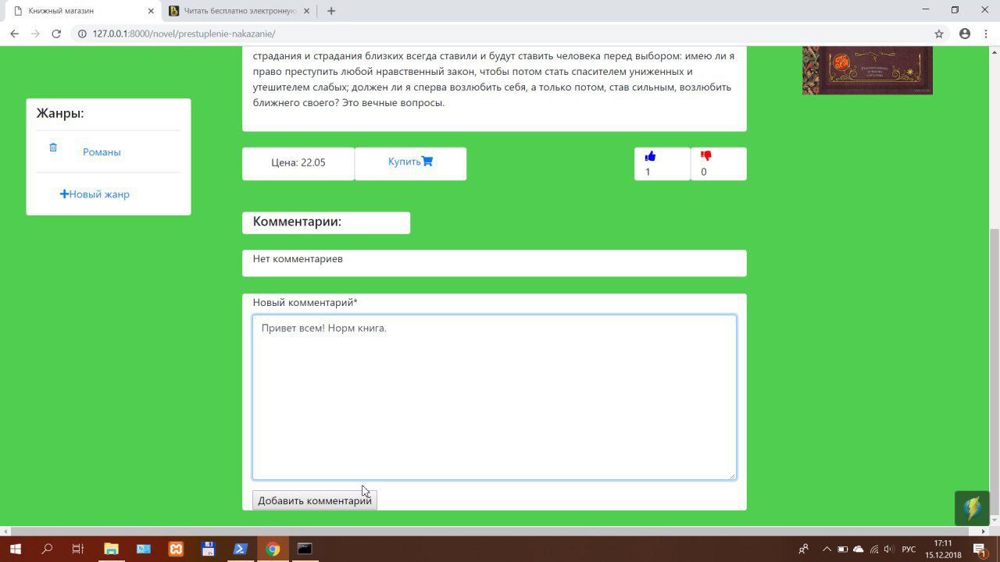 Книжный магазин
Читать бесплатно электронную
127.0.0.1:8000/novel/prestuplenie-nakazanie/
страдания и страдания близких всегда ставили и будут ставить человека перед выбором: имею ли я
право преступить любой нравственный закон, чтобы потом стать спасителем униженных и
утешителем слабых; должен ли я сперва возлюбить себя, а только потом, став сильным, возлюбить
ближнего своего? Это вечные вопросы.
Жанры:
Романы
Новый жанр
Цена: 22.05
Купить
1
0
Комментарии:
Нет комментариев
Новый комментарий*
Привет всем! Норм книга.
Добавить комментарий
РУС
17:11
15.12.2018
1